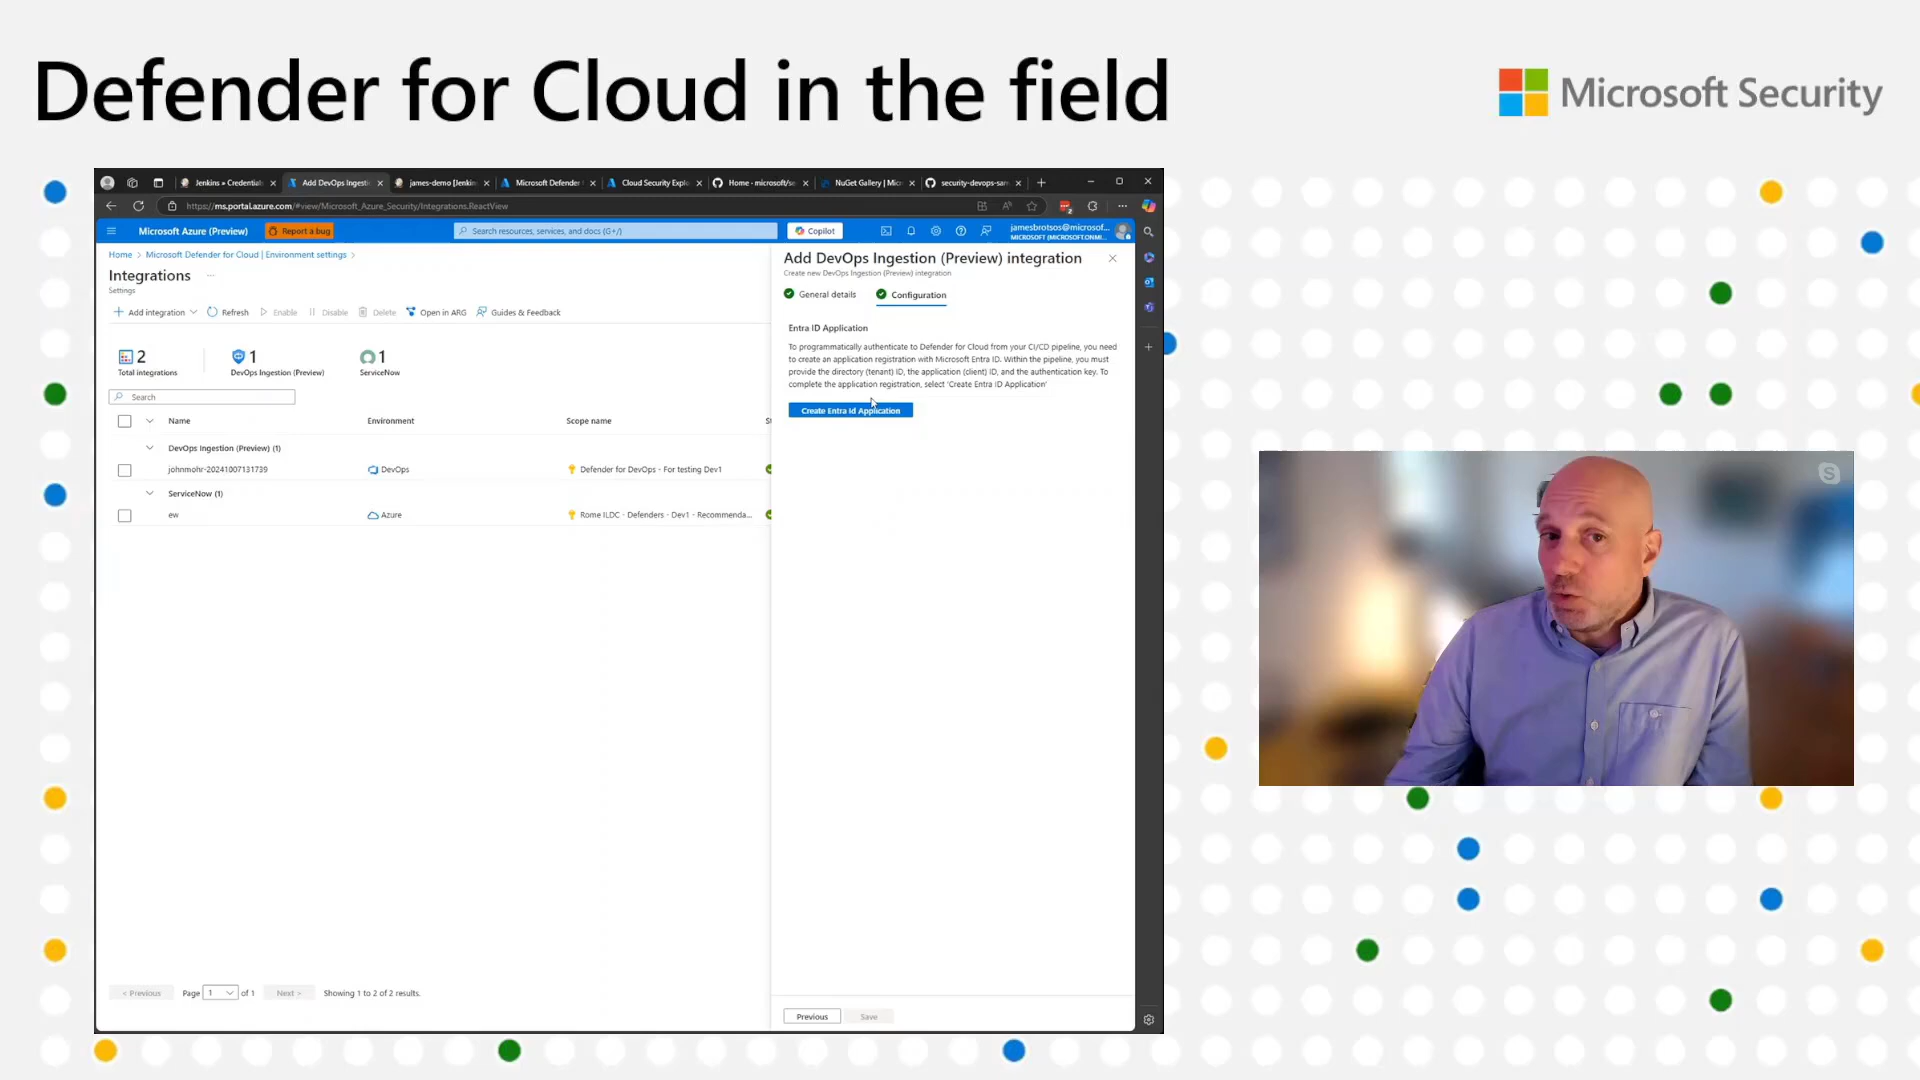 Defender for Cloud in the field
Microsoft Security
Jenkins » Credentials
Add DevOps Ingesti
james-demo [Jenkin
Microsoft Defender
Cloud Security Explo
Home - microsoft/se
NuGet Gallery | Mic
security-devops-sam
https://ms.portal.azure.com/#view/Microsoft_Azure_Security/Integrations.ReactView
Microsoft Azure (Preview)
Report a bug
Search resources, services, and docs (G+/)
Copilot
jamesbrotsos@microsof...
MICROSOFT (MICROSOFT.ONMI...
Home > Microsoft Defender for Cloud | Environment settings >
Integrations ...
Settings
Add integration
Refresh
Enable
Disable
Delete
Open in ARG
Guides & Feedback
2
Total integrations
1
DevOps Ingestion (Preview)
1
ServiceNow
Search
Name
Environment
Scope name
DevOps Ingestion (Preview) (1)
johnmohr-20241007131739
DevOps
Defender for DevOps - For testing Dev1
ServiceNow (1)
ew
Azure
Rome ILDC - Defenders - Dev1 - Recommenda...
< Previous
Page 1 of 1
Next >
Showing 1 to 2 of 2 results.
Add DevOps Ingestion (Preview) integration
Create new DevOps Ingestion (Preview) integration
General details
Configuration
Entra ID Application
To programmatically authenticate to Defender for Cloud from your CI/CD pipeline, you need
to create an application registration with Microsoft Entra ID. Within the pipeline, you must
provide the directory (tenant) ID, the application (client) ID, and the authentication key. To
complete the application registration, select 'Create Entra ID Application'
Create Entra Id Application
Previous
Save